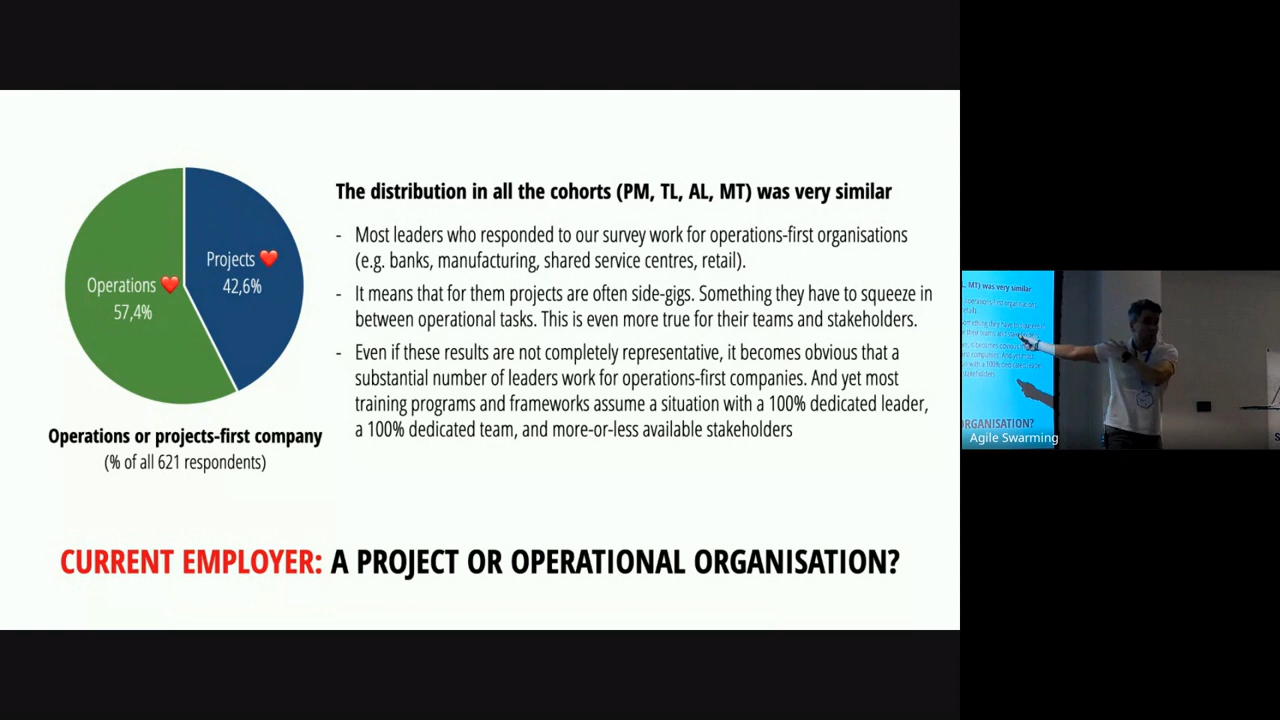 The distribution in all the cohorts (PM, TL, AL, MT) was very similar
Projects ❤️
42,6%
Operations ❤️
57,4%
- Most leaders who responded to our survey work for operations-first organisations
(e.g. banks, manufacturing, shared service centres, retail).
- It means that for them projects are often side-gigs. Something they have to squeeze in
between operational tasks. This is even more true for their teams and stakeholders.
- Even if these results are not completely representative, it becomes obvious that a
substantial number of leaders work for operations-first companies. And yet most
training programs and frameworks assume a situation with a 100% dedicated leader,
a 100% dedicated team, and more-or-less available stakeholders
Operations or projects-first company
(% of all 621 respondents)
CURRENT EMPLOYER: A PROJECT OR OPERATIONAL ORGANISATION?
L, MT) was very similar
ORGANISATION?
Agile Swarming